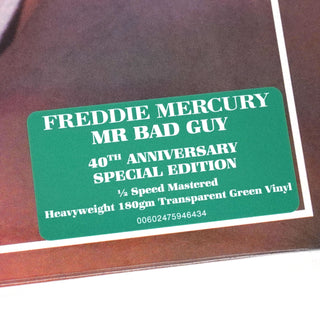 FREDDIE MERCURY
MR BAD GUY
40TH ANNIVERSARY
SPECIAL EDITION
½ Speed Mastered
Heavyweight 180gm Transparent Green Vinyl
00602475946434